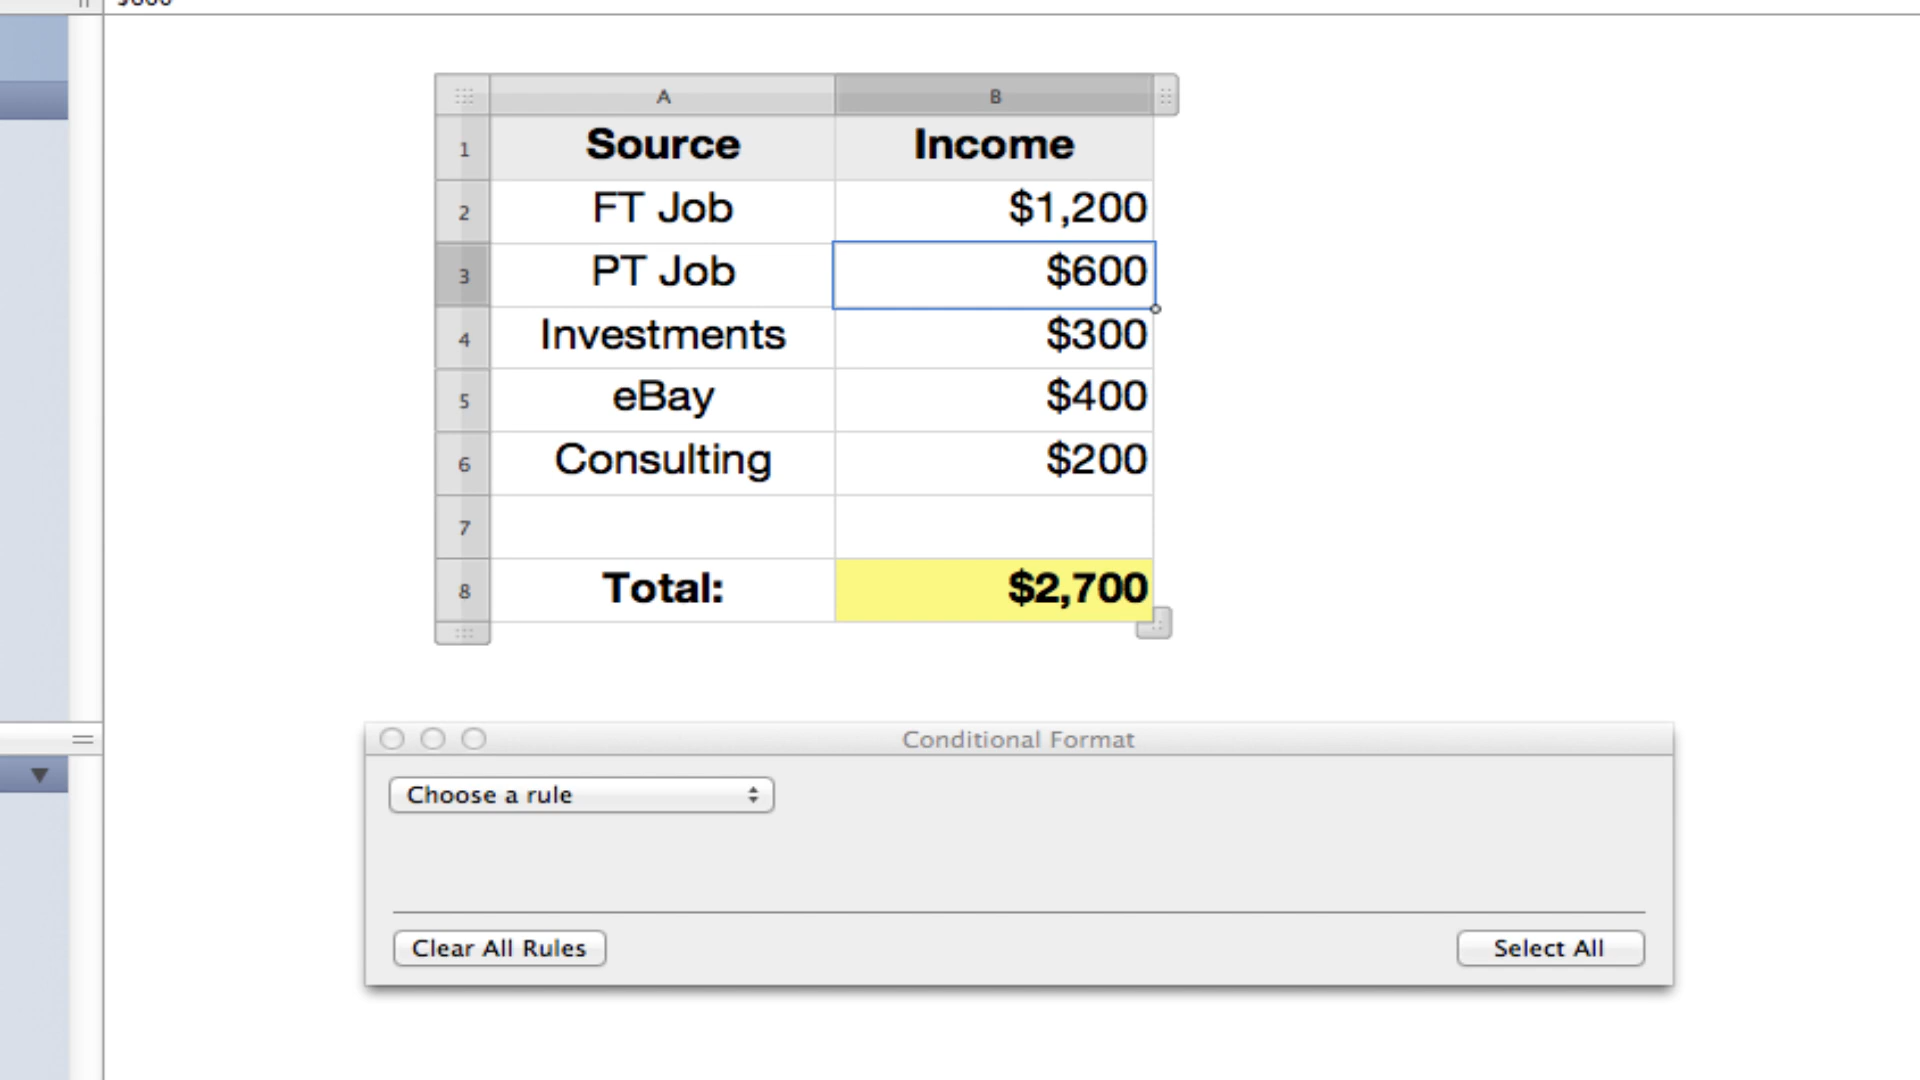 A B
1 Source Income
2 FT Job $1,200
3 PT Job $600
4 Investments $300
5 eBay $400
6 Consulting $200
7
8 Total: $2,700
Conditional Format
Choose a rule
Clear All Rules Select All